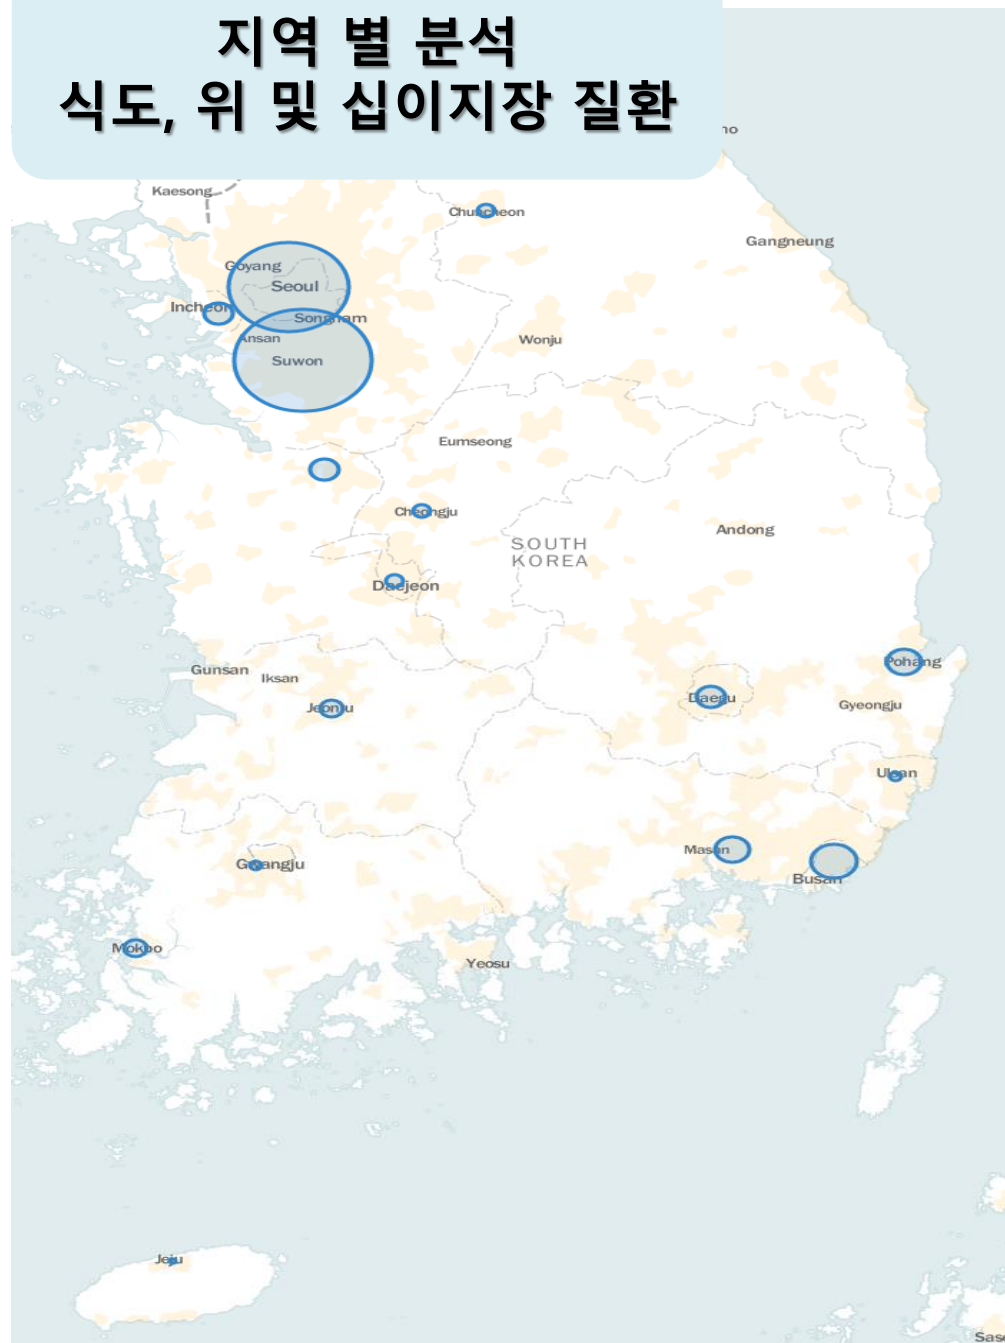 지역 별 분석
식도, 위 및 십이지장 질환
Kaesong
Chuncheon
Gangneung
Goyang
Seoul
Incheon
Songnam
Ansan
Wonju
Suwon
Eumseong
Cheongju
Andong
SOUTH
KOREA
Daejeon
Pohang
Gunsan
Iksan
Daegu
Gyeongju
Jeonju
Ulsan
Masan
Gwangju
Busan
Mokpo
Yeosu
Jeju